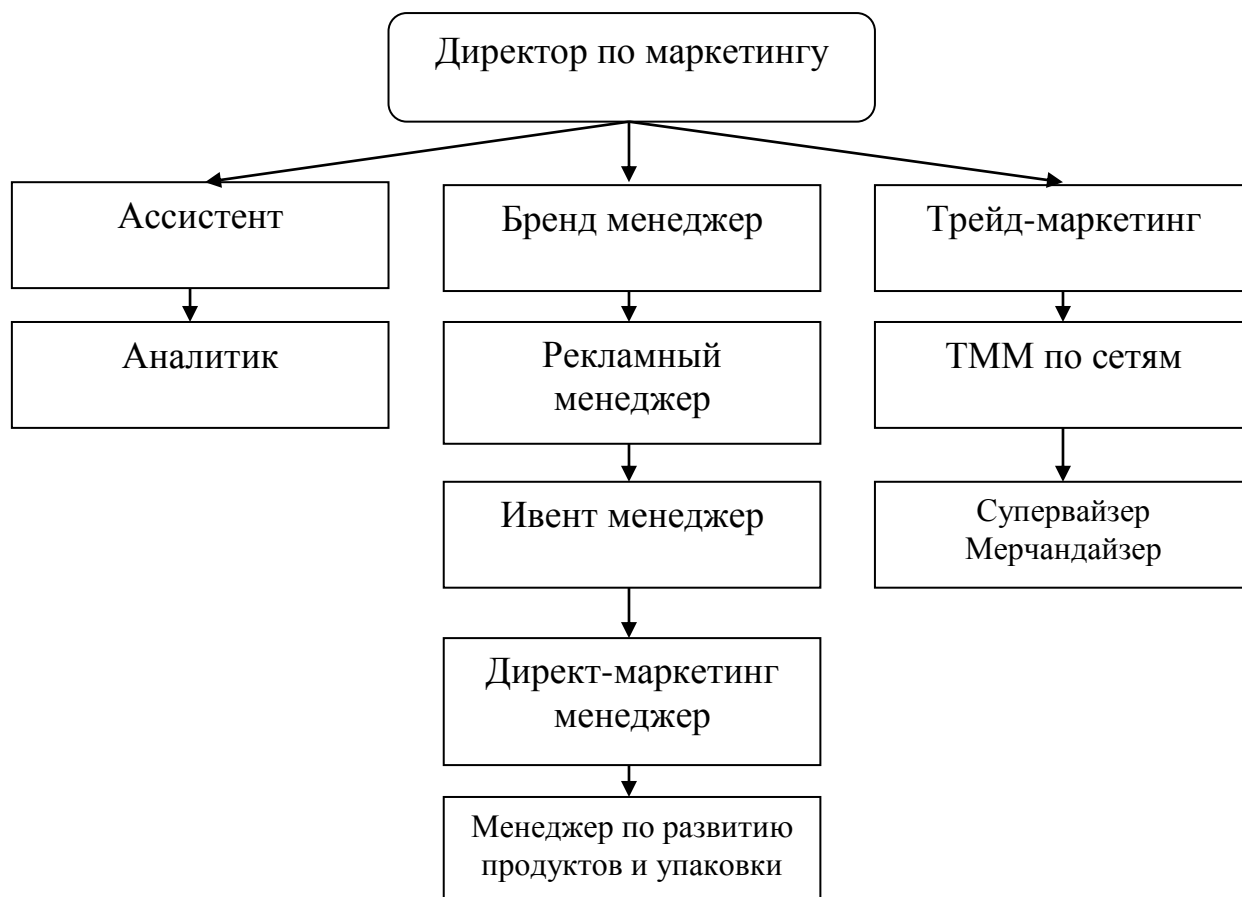 Директор по маркетингу
Ассистент
Бренд менеджер
Трейд-маркетинг
Аналитик
Рекламный
менеджер
ТММ по сетям
Ивент менеджер
Супервайзер
Мерчандайзер
Директ-маркетинг
менеджер
Менеджер по развитию
продуктов и упаковки